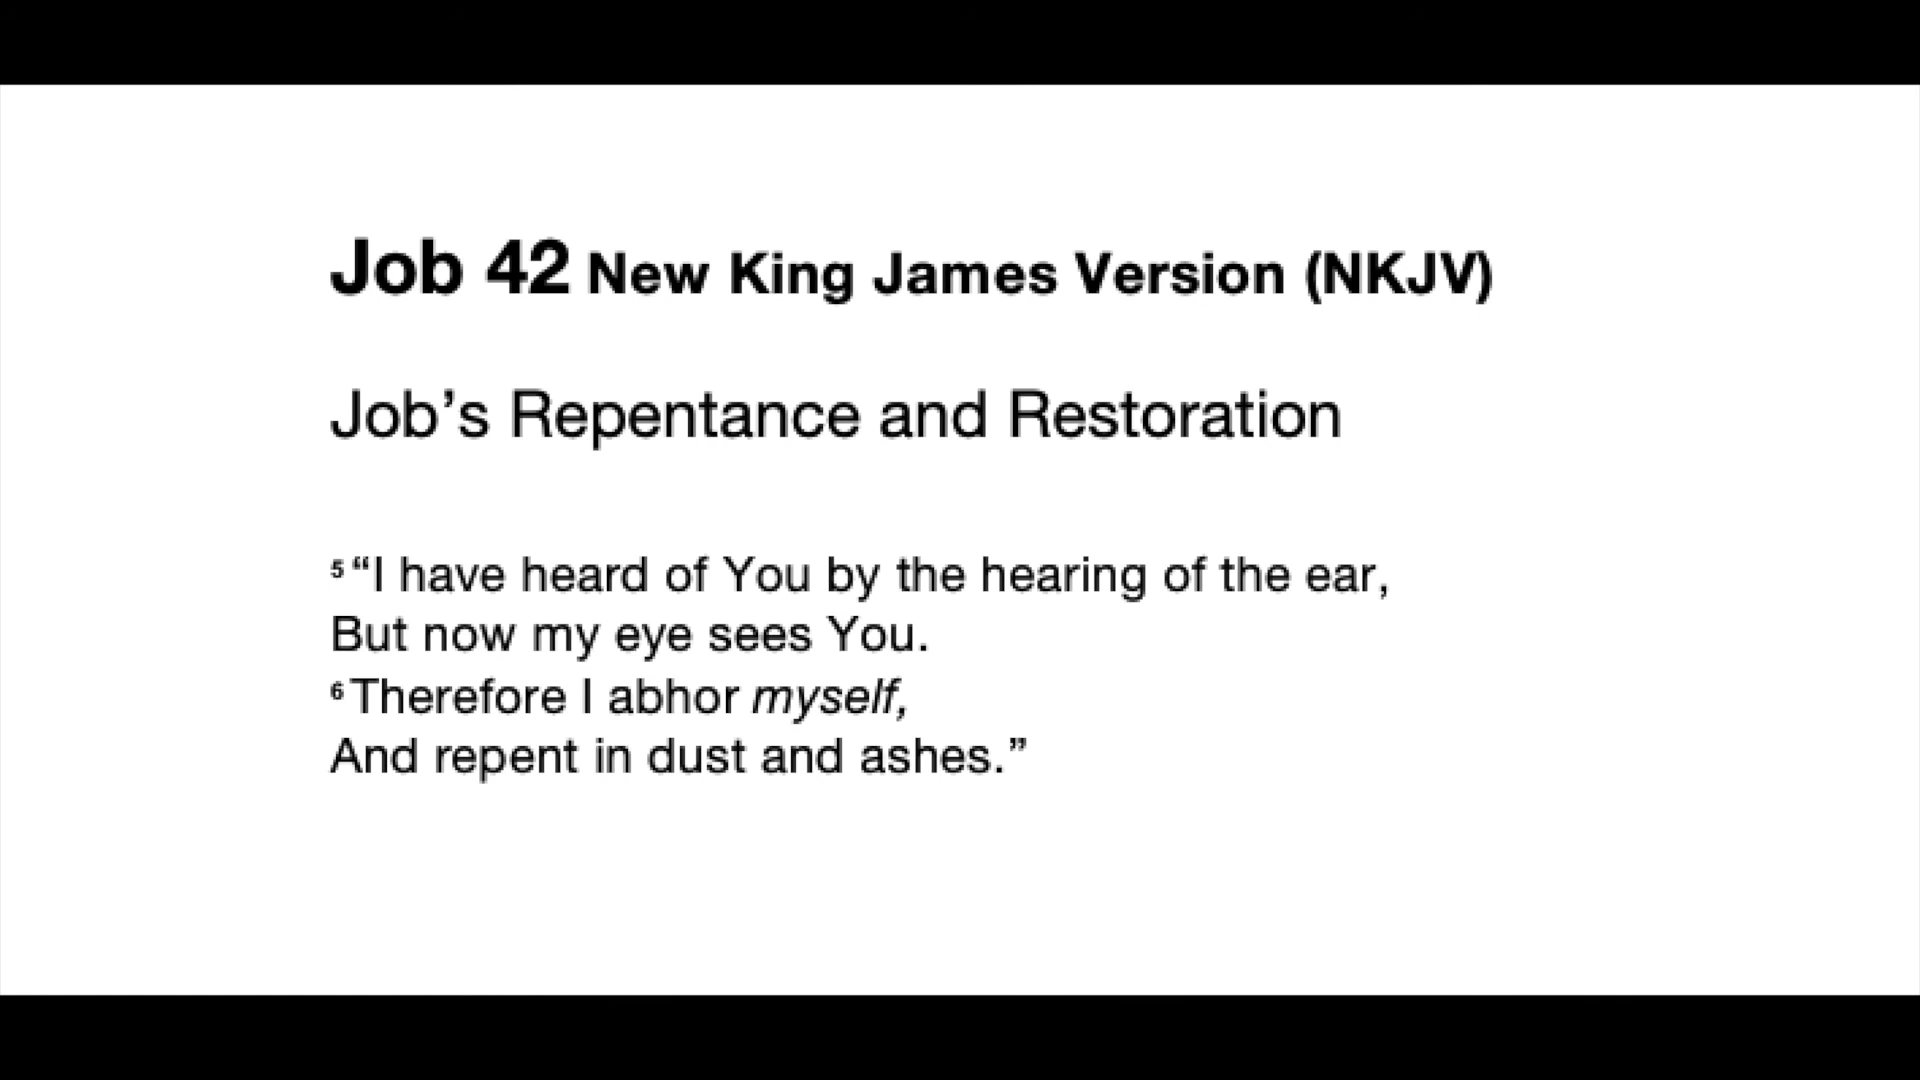 Job 42 New King James Version (NKJV)
Job’s Repentance and Restoration
5 “I have heard of You by the hearing of the ear,
But now my eye sees You.
6 Therefore I abhor myself,
And repent in dust and ashes.”